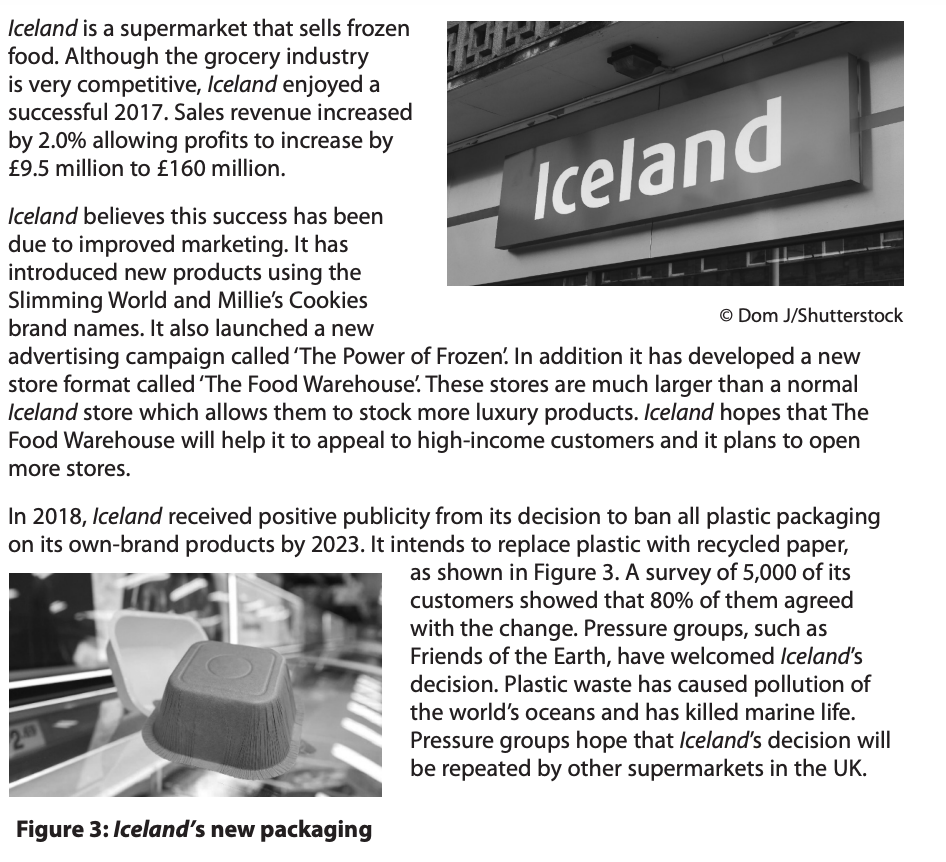 Iceland is a supermarket that sells frozen
food. Although the grocery industry
is very competitive, Iceland enjoyed a
successful 2017. Sales revenue increased
by 2.0% allowing profits to increase by
£9.5 million to £160 million.
Iceland
Iceland believes this success has been
due to improved marketing. It has
introduced new products using the
Slimming World and Millie’s Cookies
brand names. It also launched a new
© Dom J/Shutterstock
advertising campaign called ‘The Power of Frozen’. In addition it has developed a new
store format called ‘The Food Warehouse’. These stores are much larger than a normal
Iceland store which allows them to stock more luxury products. Iceland hopes that The
Food Warehouse will help it to appeal to high-income customers and it plans to open
more stores.
In 2018, Iceland received positive publicity from its decision to ban all plastic packaging
on its own-brand products by 2023. It intends to replace plastic with recycled paper,
as shown in Figure 3. A survey of 5,000 of its
customers showed that 80% of them agreed
with the change. Pressure groups, such as
Friends of the Earth, have welcomed Iceland’s
decision. Plastic waste has caused pollution of
the world’s oceans and has killed marine life.
Pressure groups hope that Iceland’s decision will
be repeated by other supermarkets in the UK.
Figure 3: Iceland’s new packaging